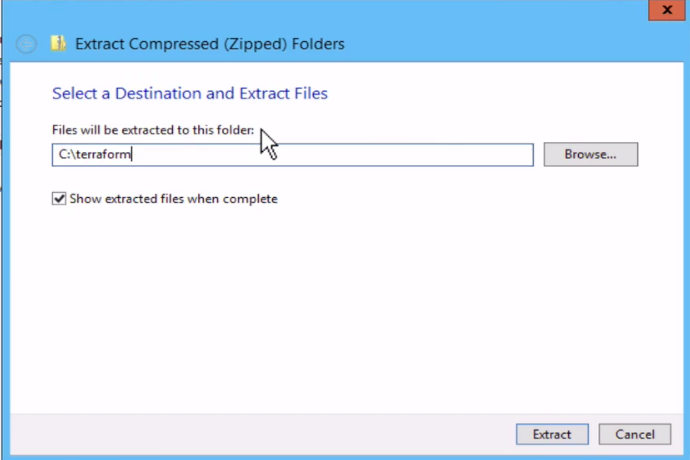 x
Extract Compressed (Zipped) Folders
Select a Destination and Extract Files
Files will be extracted to this folder:
C:\terraform
Browse...
Show extracted files when complete
Extract
Cancel